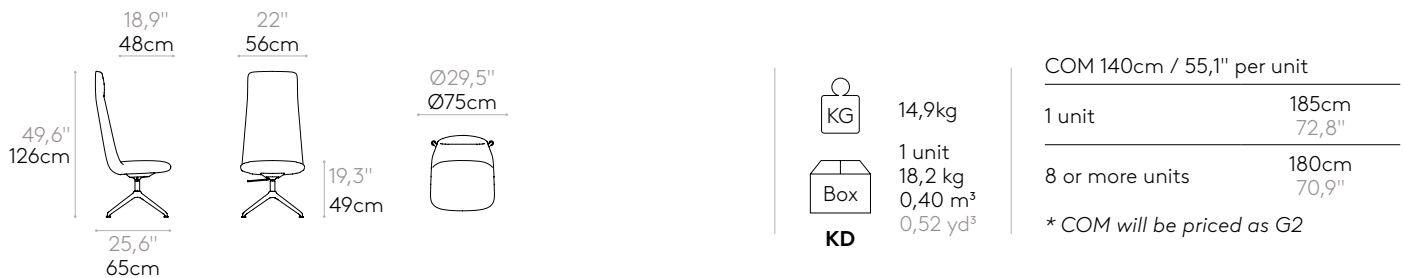 18,9"
48cm
22"
56cm
Ø29,5"
Ø75cm
49,6"
126cm
19,3"
49cm
25,6"
65cm
KG
14,9kg
Box
KD
1 unit
18,2 kg
0,40 m³
0,52 yd³
COM 140cm / 55,1" per unit
1 unit
185cm
72,8"
8 or more units
180cm
70,9"
* COM will be priced as G2